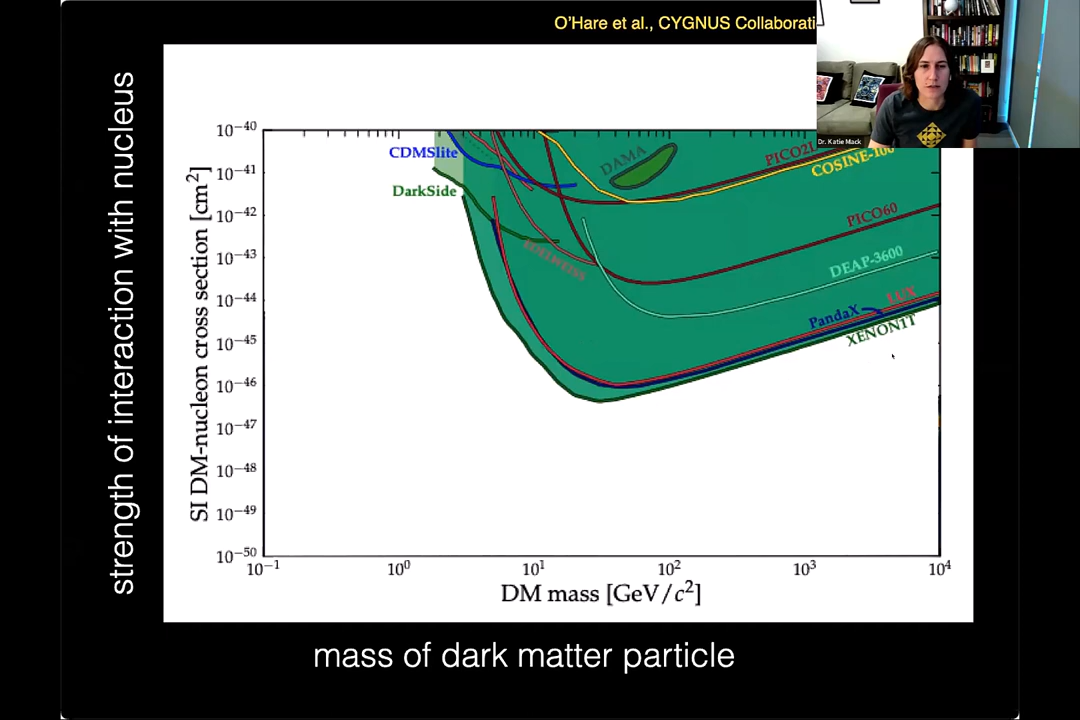 O'Hare et al., CYGNUS Collaborati
Dr. Katie Mack
strength of interaction with nucleus
SI DM-nucleon cross section [cm²]
10⁻⁴⁰
10⁻⁴¹
10⁻⁴²
10⁻⁴³
10⁻⁴⁴
10⁻⁴⁵
10⁻⁴⁶
10⁻⁴⁷
10⁻⁴⁸
10⁻⁴⁹
10⁻⁵⁰
CDMSlite
DarkSide
EDELWEISS
DAMA
PICO2L
COSINE-100
PICO60
DEAP-3600
LUX
PandaX
XENON1T
10⁻¹ 10⁰ 10¹ 10² 10³ 10⁴
DM mass [GeV/c²]
mass of dark matter particle